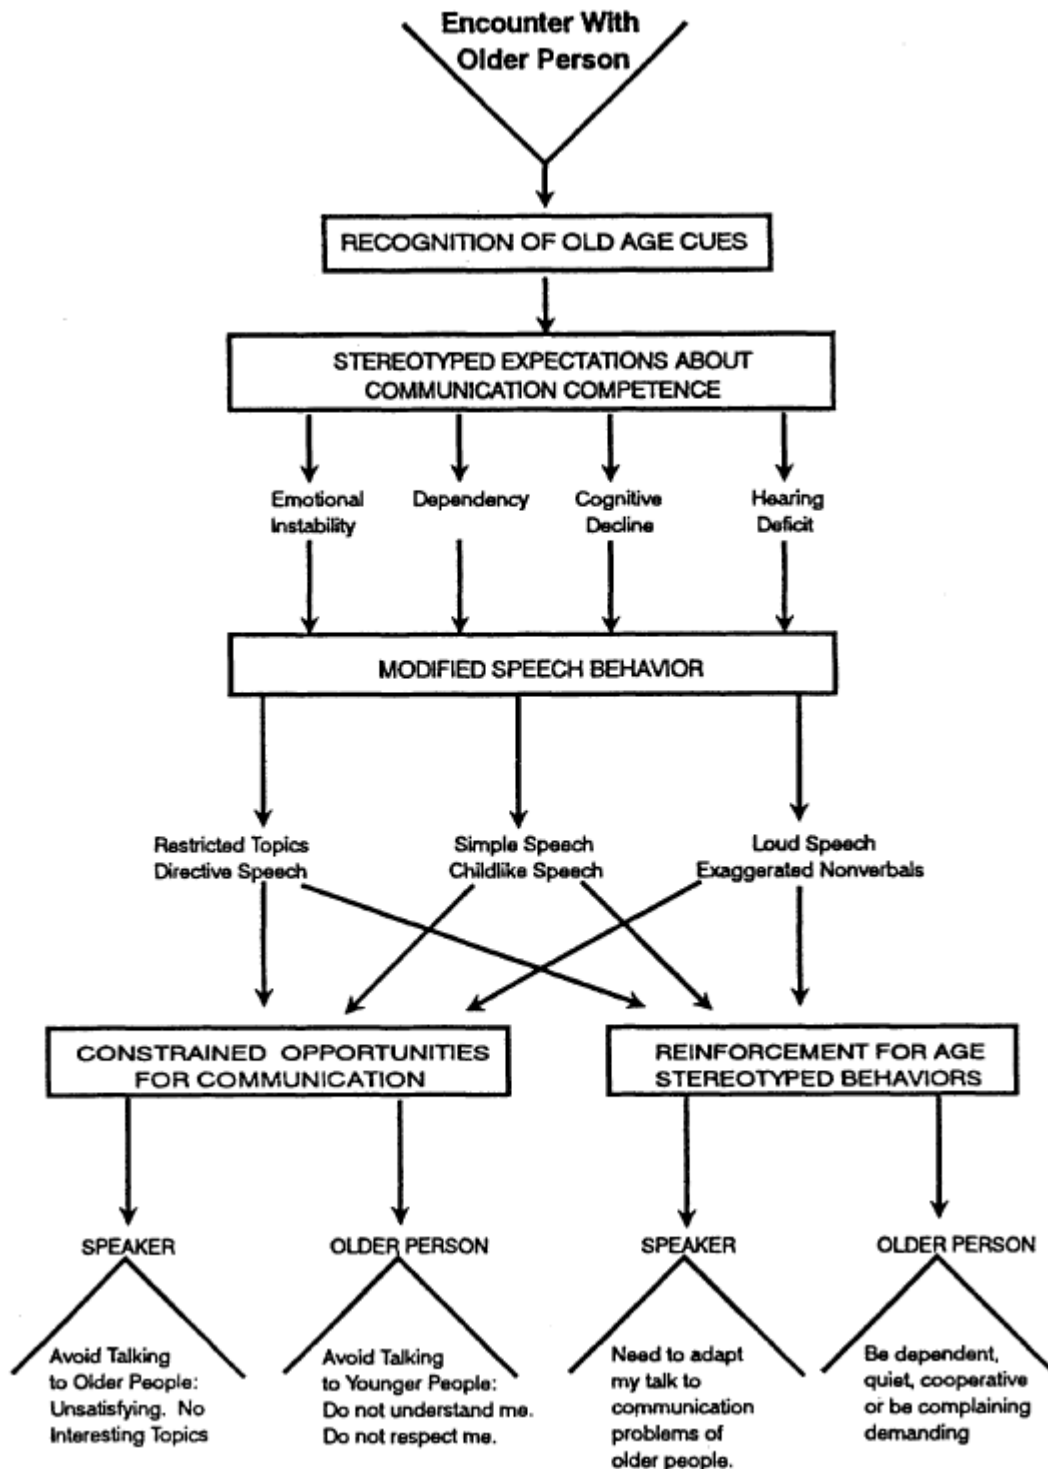 Encounter With
Older Person
RECOGNITION OF OLD AGE CUES
STEREOTYPED EXPECTATIONS ABOUT
COMMUNICATION COMPETENCE
Emotional
Instability
Dependency
Cognitive
Decline
Hearing
Deficit
MODIFIED SPEECH BEHAVIOR
Restricted Topics
Directive Speech
Simple Speech
Childlike Speech
Loud Speech
Exaggerated Nonverbals
CONSTRAINED OPPORTUNITIES
FOR COMMUNICATION
REINFORCEMENT FOR AGE
STEREOTYPED BEHAVIORS
SPEAKER
OLDER PERSON
SPEAKER
OLDER PERSON
Avoid Talking
to Older People:
Unsatisfying. No
Interesting Topics
Avoid Talking
to Younger People:
Do not understand me.
Do not respect me.
Need to adapt
my talk to
communication
problems of
older people.
Be dependent,
quiet, cooperative
or be complaining
demanding